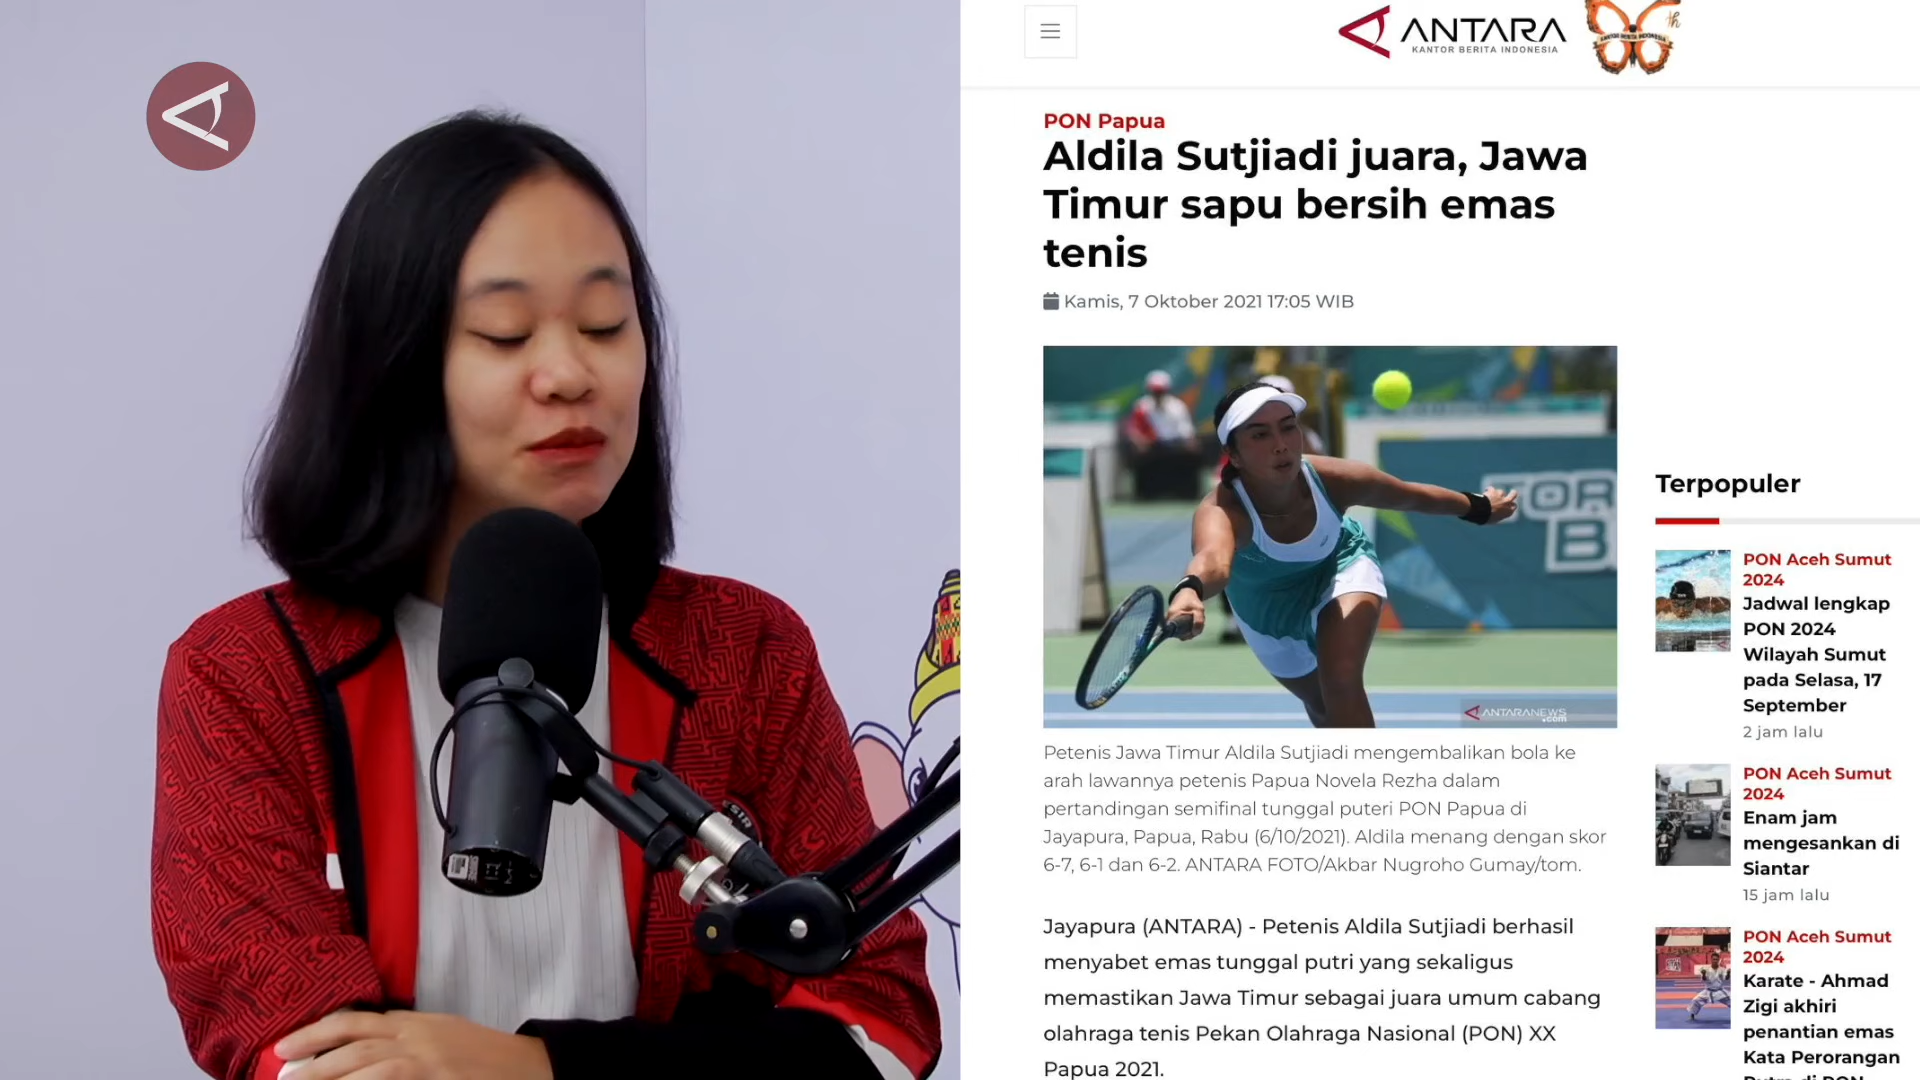 ANTARA
KANTOR BERITA INDONESIA
th
PON Papua
Aldila Sutjiadi juara, Jawa
Timur sapu bersih emas
tenis
Kamis, 7 Oktober 2021 17:05 WIB
TOR
B
ANTARANEWS
.com
Petenis Jawa Timur Aldila Sutjiadi mengembalikan bola ke
arah lawannya petenis Papua Novela Rezha dalam
pertandingan semifinal tunggal puteri PON Papua di
Jayapura, Papua, Rabu (6/10/2021). Aldila menang dengan skor
6-7, 6-1 dan 6-2. ANTARA FOTO/Akbar Nugroho Gumay/tom.
Jayapura (ANTARA) - Petenis Aldila Sutjiadi berhasil
menyabet emas tunggal putri yang sekaligus
memastikan Jawa Timur sebagai juara umum cabang
olahraga tenis Pekan Olahraga Nasional (PON) XX
Papua 2021.
Terpopuler
PON Aceh Sumut
2024
Jadwal lengkap
PON 2024
Wilayah Sumut
pada Selasa, 17
September
2 jam lalu
PON Aceh Sumut
2024
Enam jam
mengesankan di
Siantar
15 jam lalu
PON Aceh Sumut
2024
Karate - Ahmad
Zigi akhiri
penantian emas
Kata Perorangan